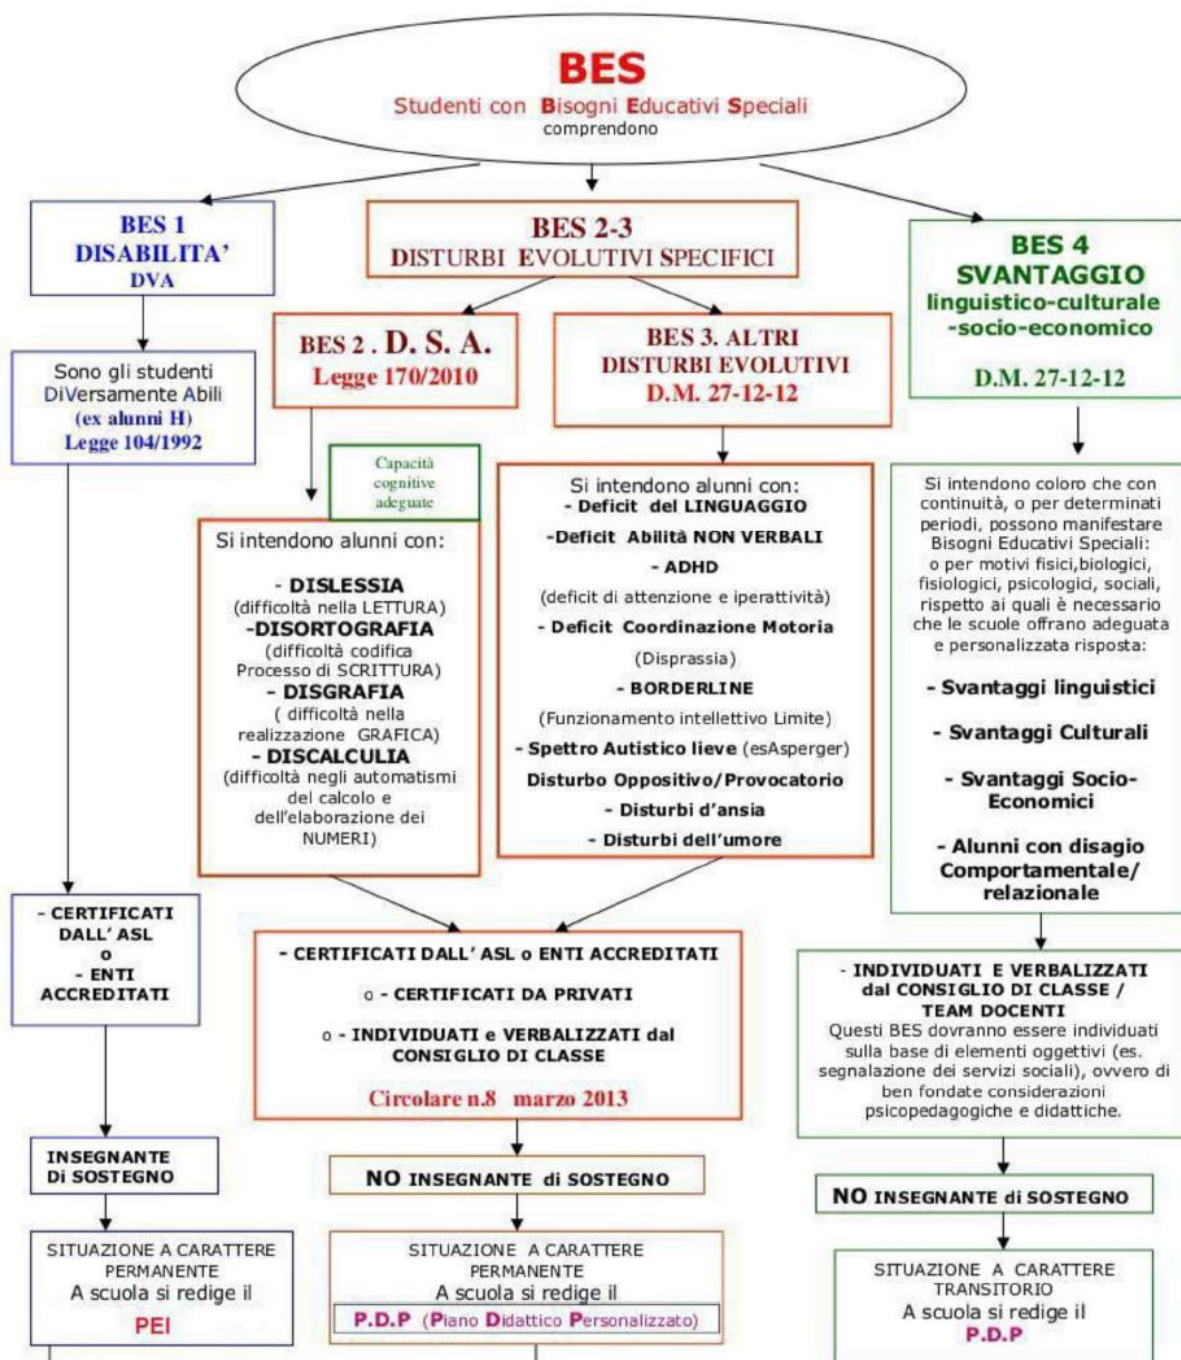 BES
Studenti con Bisogni Educativi Speciali
comprendono
BES 1
DISABILITA'
DVA
Sono gli studenti
DiVersamente Abili
(ex alunni H)
Legge 104/1992
- CERTIFICATI
DALL' ASL
o
- ENTI
ACCREDITATI
INSEGNANTE
Di SOSTEGNO
SITUAZIONE A CARATTERE
PERMANENTE
A scuola si redige il
PEI
BES 2-3
DISTURBI EVOLUTIVI SPECIFICI
BES 2 . D. S. A.
Legge 170/2010
Capacità
cognitive
adeguate
Si intendono alunni con:
- DISLESSIA
(difficoltà nella LETTURA)
-DISORTOGRAFIA
(difficoltà codifica
Processo di SCRITTURA)
- DISGRAFIA
( difficoltà nella
realizzazione GRAFICA)
- DISCALCULIA
(difficoltà negli automatismi
del calcolo e
dell'elaborazione dei
NUMERI)
BES 3. ALTRI
DISTURBI EVOLUTIVI
D.M. 27-12-12
Si intendono alunni con:
- Deficit del LINGUAGGIO
-Deficit Abilità NON VERBALI
- ADHD
(deficit di attenzione e iperattività)
- Deficit Coordinazione Motoria
(Disprassia)
- BORDERLINE
(Funzionamento intellettivo Limite)
- Spettro Autistico lieve (esAsperger)
Disturbo Oppositivo/Provocatorio
- Disturbi d'ansia
- Disturbi dell'umore
- CERTIFICATI DALL' ASL o ENTI ACCREDITATI
o - CERTIFICATI DA PRIVATI
o - INDIVIDUATI e VERBALIZZATI dal
CONSIGLIO DI CLASSE
Circolare n.8 marzo 2013
NO INSEGNANTE di SOSTEGNO
SITUAZIONE A CARATTERE
PERMANENTE
A scuola si redige il
P.D.P (Piano Didattico Personalizzato)
BES 4
SVANTAGGIO
linguistico-culturale
-socio-economico
D.M. 27-12-12
Si intendono coloro che con
continuità, o per determinati
periodi, possono manifestare
Bisogni Educativi Speciali:
o per motivi fisici,biologici,
fisiologici, psicologici, sociali,
rispetto ai quali è necessario
che le scuole offrano adeguata
e personalizzata risposta:
- Svantaggi linguistici
- Svantaggi Culturali
- Svantaggi Socio-
Economici
- Alunni con disagio
Comportamentale/
relazionale
- INDIVIDUATI E VERBALIZZATI
dal CONSIGLIO DI CLASSE /
TEAM DOCENTI
Questi BES dovranno essere individuati
sulla base di elementi oggettivi (es.
segnalazione dei servizi sociali), ovvero di
ben fondate considerazioni
psicopedagogiche e didattiche.
NO INSEGNANTE di SOSTEGNO
SITUAZIONE A CARATTERE
TRANSITORIO
A scuola si redige il
P.D.P